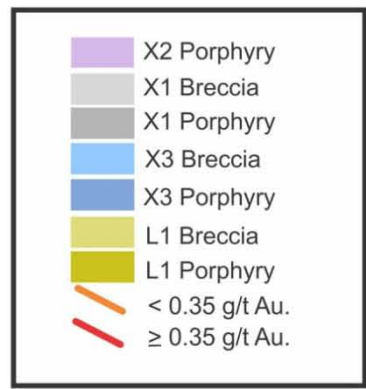 X2 Porphyry
X1 Breccia
X1 Porphyry
X3 Breccia
X3 Porphyry
L1 Breccia
L1 Porphyry
< 0.35 g/t Au.
≥ 0.35 g/t Au.